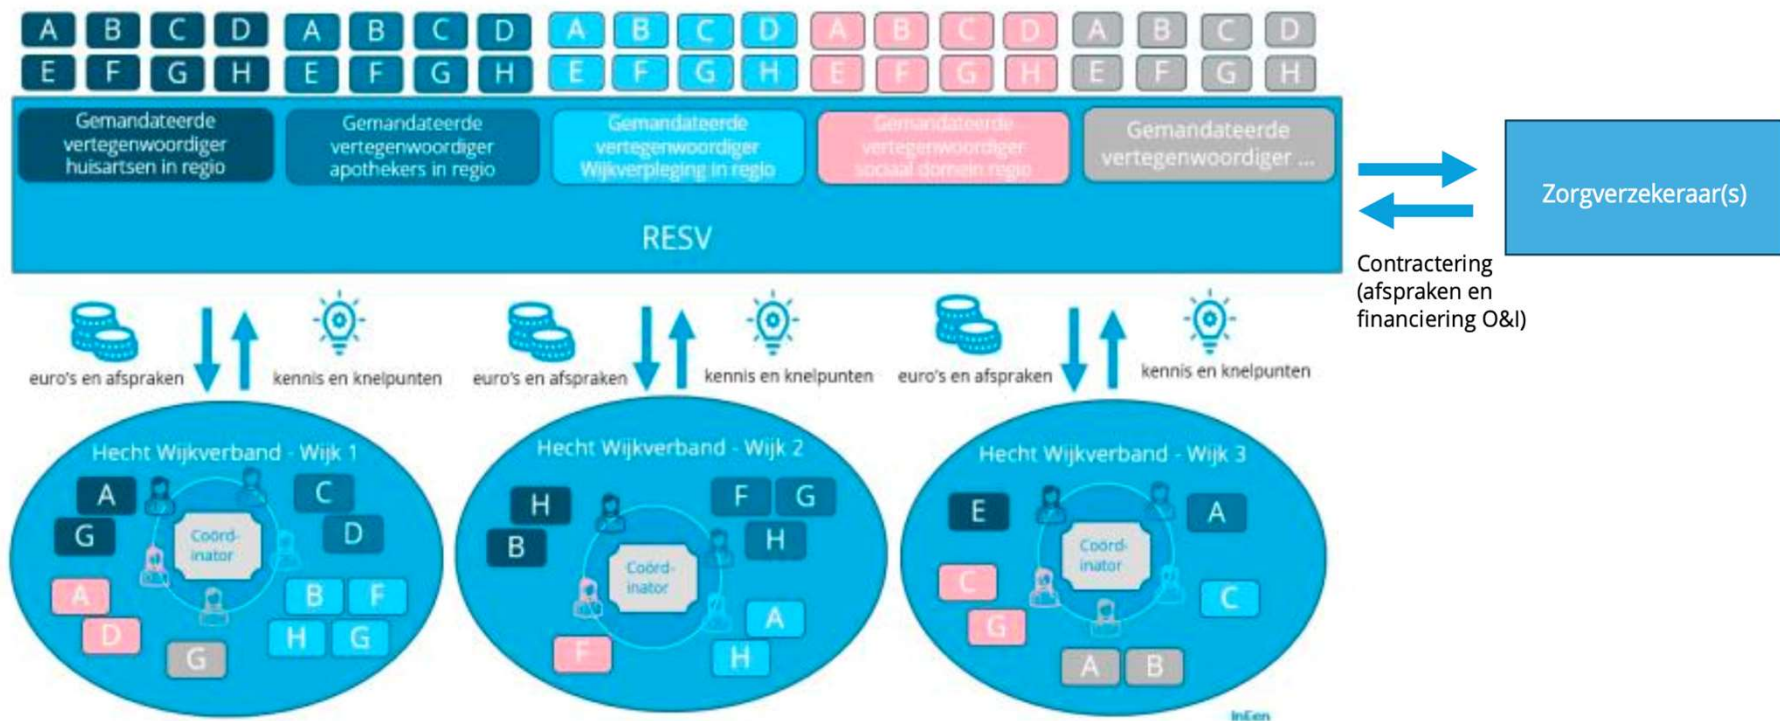 A B C D A B C D A B C D A B C D A B C D
E F G H E F G H E F G H E F G H E F G H
Gemandateerde
vertegenwoordiger
huisartsen in regio
Gemandateerde
vertegenwoordiger
apothekers in regio
Gemandateerde
vertegenwoordiger
Wijkverpleging in regio
Gemandateerde
vertegenwoordiger
sociaal domein regio
Gemandateerde
vertegenwoordiger ...
RESV
Zorgverzekeraar(s)
Contractering
(afspraken en
financiering O&I)
euro's en afspraken
kennis en knelpunten
euro's en afspraken
kennis en knelpunten
euro's en afspraken
kennis en knelpunten
Hecht Wijkverband - Wijk 1
A
G
C
D
Coörd-
inator
A
D
B F
H G
G
Hecht Wijkverband - Wijk 2
H
B
F G
H
Coörd-
inator
F
A
H
Hecht Wijkverband - Wijk 3
E
A
Coörd-
inator
C
G
C
A B
InEen